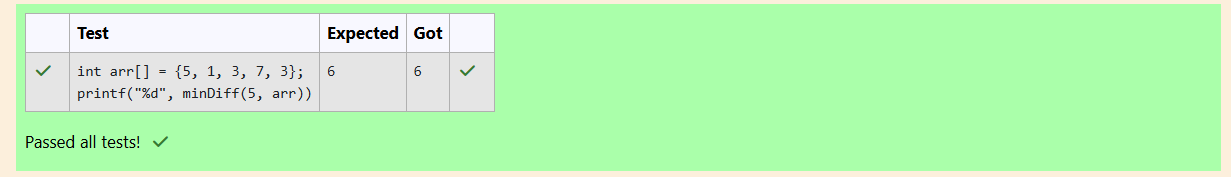 Test Expected Got
int arr[] = {5, 1, 3, 7, 3}; 6 6
printf("%d", minDiff(5, arr))
Passed all tests!